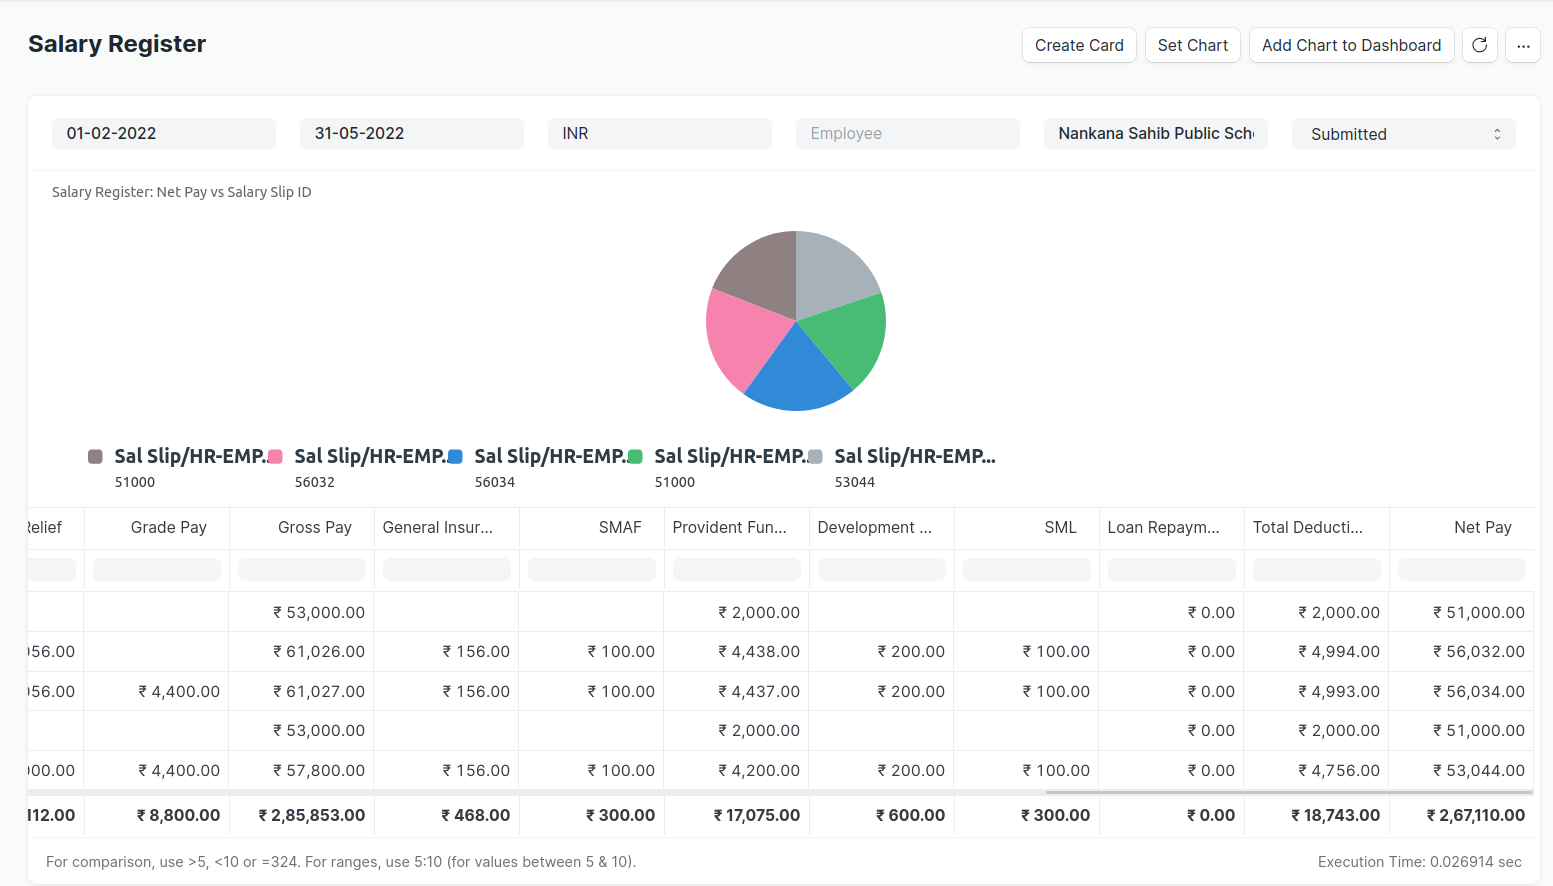 Salary Register
Create Card Set Chart Add Chart to Dashboard ...
01-02-2022 31-05-2022 INR Employee Nankana Sahib Public Submitted
Salary Register: Net Pay vs Salary Slip ID
Sal Slip/HR-EMP... Sal Slip/HR-EMP... Sal Slip/HR-EMP... Sal Slip/HR-EMP... Sal Slip/HR-EMP...
51000 56032 56034 51000 53044
Relief Grade Pay Gross Pay General Insur... SMAF Provident Fun... Development ... SML Loan Repaym... Total Deducti... Net Pay
₹ 53,000.00 ₹ 2,000.00 ₹ 0.00 ₹ 2,000.00 ₹ 51,000.00
056.00 ₹ 61,026.00 ₹ 156.00 ₹ 100.00 ₹ 4,438.00 ₹ 200.00 ₹ 100.00 ₹ 0.00 ₹ 4,994.00 ₹ 56,032.00
056.00 ₹ 4,400.00 ₹ 61,027.00 ₹ 156.00 ₹ 100.00 ₹ 4,437.00 ₹ 200.00 ₹ 100.00 ₹ 0.00 ₹ 4,993.00 ₹ 56,034.00
₹ 53,000.00 ₹ 2,000.00 ₹ 0.00 ₹ 2,000.00 ₹ 51,000.00
000.00 ₹ 4,400.00 ₹ 57,800.00 ₹ 156.00 ₹ 100.00 ₹ 4,200.00 ₹ 200.00 ₹ 100.00 ₹ 0.00 ₹ 4,756.00 ₹ 53,044.00
112.00 ₹ 8,800.00 ₹ 2,85,853.00 ₹ 468.00 ₹ 300.00 ₹ 17,075.00 ₹ 600.00 ₹ 300.00 ₹ 0.00 ₹ 18,743.00 ₹ 2,67,110.00
For comparison, use >5, <10 or =324. For ranges, use 5:10 (for values between 5 & 10). Execution Time: 0.026914 sec